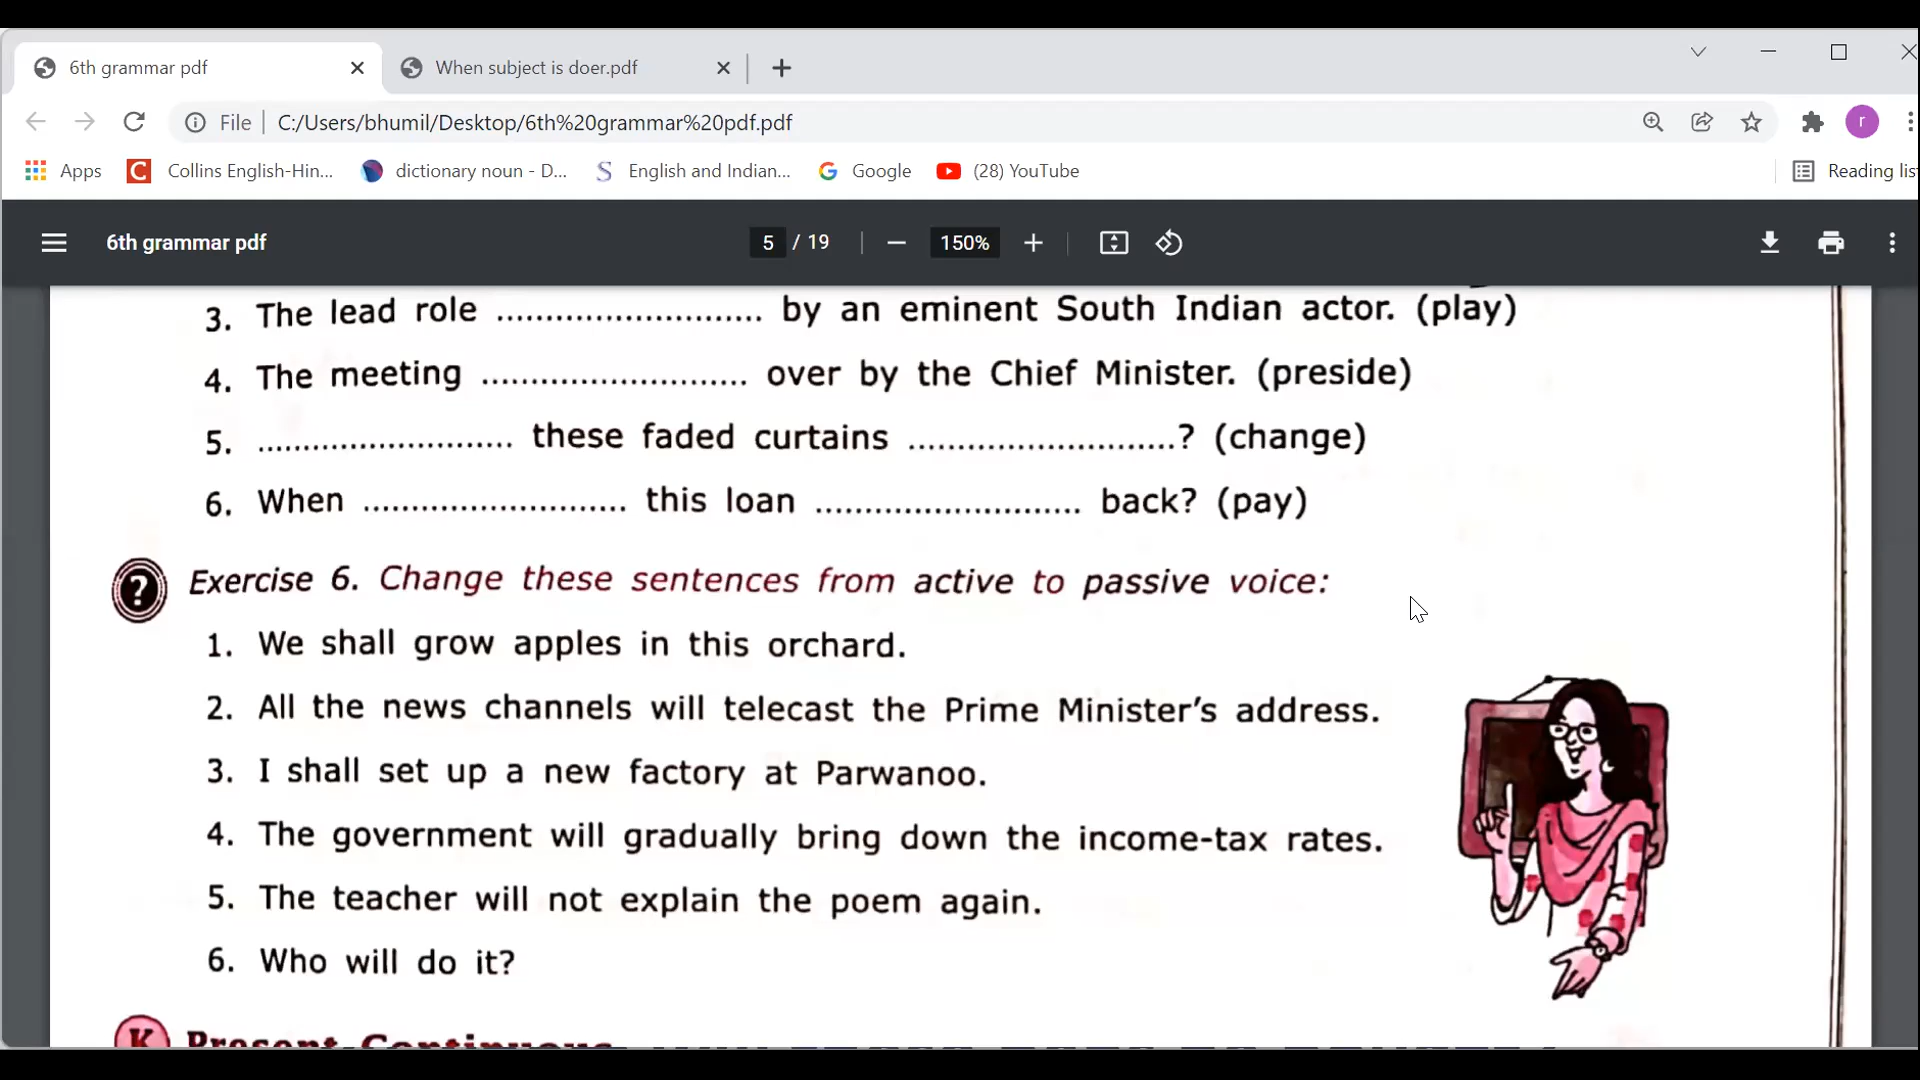 6th grammar pdf
When subject is doer.pdf
File
C:/Users/bhumil/Desktop/6th%20grammar%20pdf.pdf
r
Apps
Collins English-Hin...
dictionary noun - D...
English and Indian...
Google
(28) YouTube
Reading list
6th grammar pdf
5 / 19
150%
3. The lead role ........................... by an eminent South Indian actor. (play)
4. The meeting ........................... over by the Chief Minister. (preside)
5. .......................... these faded curtains ...........................? (change)
6. When ........................... this loan ........................... back? (pay)
? Exercise 6. Change these sentences from active to passive voice:
1. We shall grow apples in this orchard.
2. All the news channels will telecast the Prime Minister's address.
3. I shall set up a new factory at Parwanoo.
4. The government will gradually bring down the income-tax rates.
5. The teacher will not explain the poem again.
6. Who will do it?
K Present Continuous